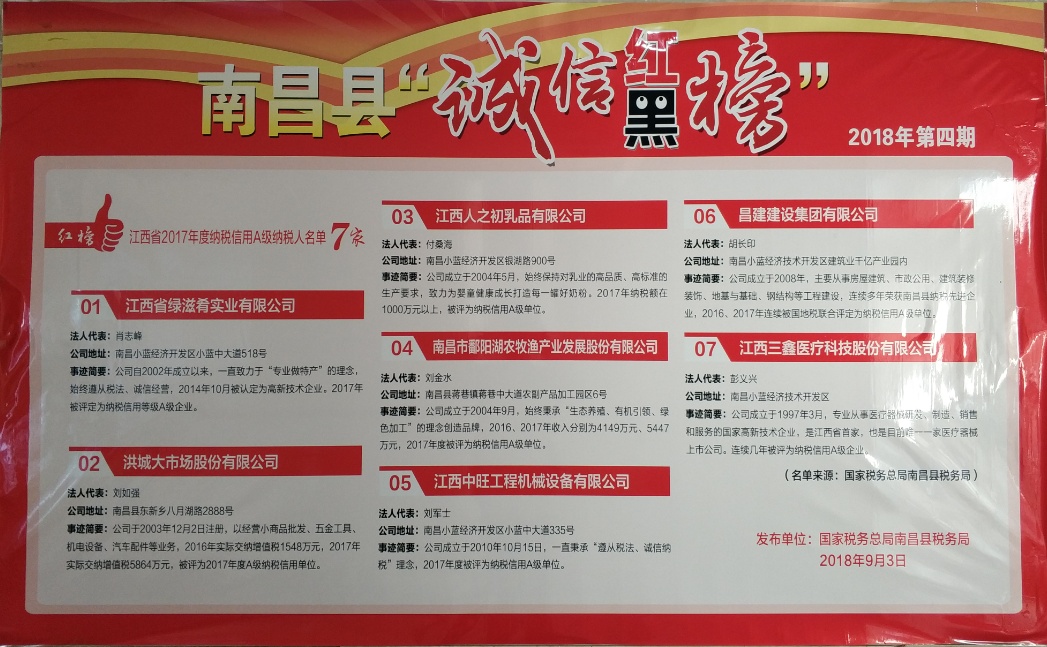 南昌县“诚信红黑榜”
2018年第四期
红榜 江西省2017年度纳税信用A级纳税人名单 7家
01 江西省绿滋肴实业有限公司
法人代表：肖志峰
公司地址：南昌小蓝经济开发区小蓝中大道518号
事迹简要：公司自2002年成立以来，一直致力于“专业做特产”的理念，
始终遵从税法、诚信经营，2014年10月被认定为高新技术企业。2017年
被评定为纳税信用等级A级企业。
02 洪城大市场股份有限公司
法人代表：刘如强
公司地址：南昌县东新乡八月湖路2888号
事迹简要：公司于2003年12月2日注册，以经营小商品批发、五金工具、
机电设备、汽车配件等业务，2016年实际交纳增值税1548万元，2017年
实际交纳增值税5864万元，被评为2017年度A级纳税信用单位。
03 江西人之初乳品有限公司
法人代表：付桑海
公司地址：南昌小蓝经济开发区银湖路900号
事迹简要：公司成立于2004年5月，始终保持对乳业的高品质、高标准的
生产要求，致力为婴童健康成长打造每一罐好奶粉。2017年纳税额在
1000万元以上，被评为纳税信用A级单位。
04 南昌市鄱阳湖农牧渔产业发展股份有限公司
法人代表：刘金水
公司地址：南昌县蒋巷镇蒋巷中大道农副产品加工园区6号
事迹简要：公司成立于2004年9月，始终秉承“生态养殖、有机引领、绿
色加工”的理念创造品牌，2016、2017年收入分别为4149万元、5447
万元，2017年度被评为纳税信用A级单位。
05 江西中旺工程机械设备有限公司
法人代表：刘军士
公司地址：南昌小蓝经济开发区小蓝中大道335号
事迹简要：公司成立于2010年10月15日，一直秉承“遵从税法、诚信纳
税”理念，2017年度被评为纳税信用A级单位。
06 昌建建设集团有限公司
法人代表：胡长印
公司地址：南昌小蓝经济技术开发区建筑业千亿产业园内
事迹简要：公司成立于2008年，主要从事房屋建筑、市政公用、建筑装修
装饰、地基与基础、钢结构等工程建设，连续多年荣获南昌县纳税先进企
业，2016、2017年连续被国地税联合评定为纳税信用A级单位。
07 江西三鑫医疗科技股份有限公司
法人代表：彭义兴
公司地址：南昌小蓝经济技术开发区
事迹简要：公司成立于1997年3月，专业从事医疗器械研发、制造、销售
和服务的国家高新技术企业，是江西省首家，也是目前唯一一家医疗器械
上市公司。连续几年被评为纳税信用A级企业。
（名单来源：国家税务总局南昌县税务局）
发布单位：国家税务总局南昌县税务局
2018年9月3日